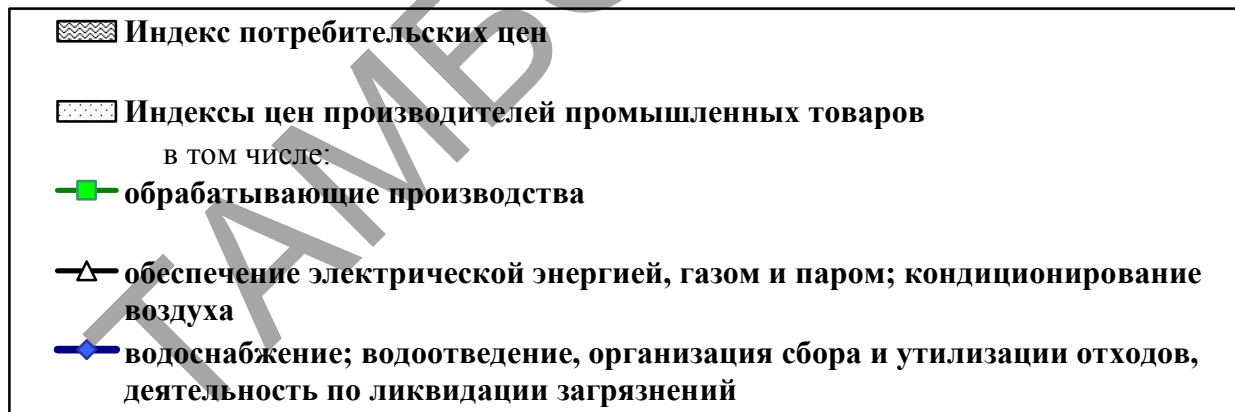 Индекс потребительских цен
Индексы цен производителей промышленных товаров
в том числе:
обрабатывающие производства
обеспечение электрической энергией, газом и паром; кондиционирование
воздуха
водоснабжение; водоотведение, организация сбора и утилизации отходов,
деятельность по ликвидации загрязнений
ТАМБ